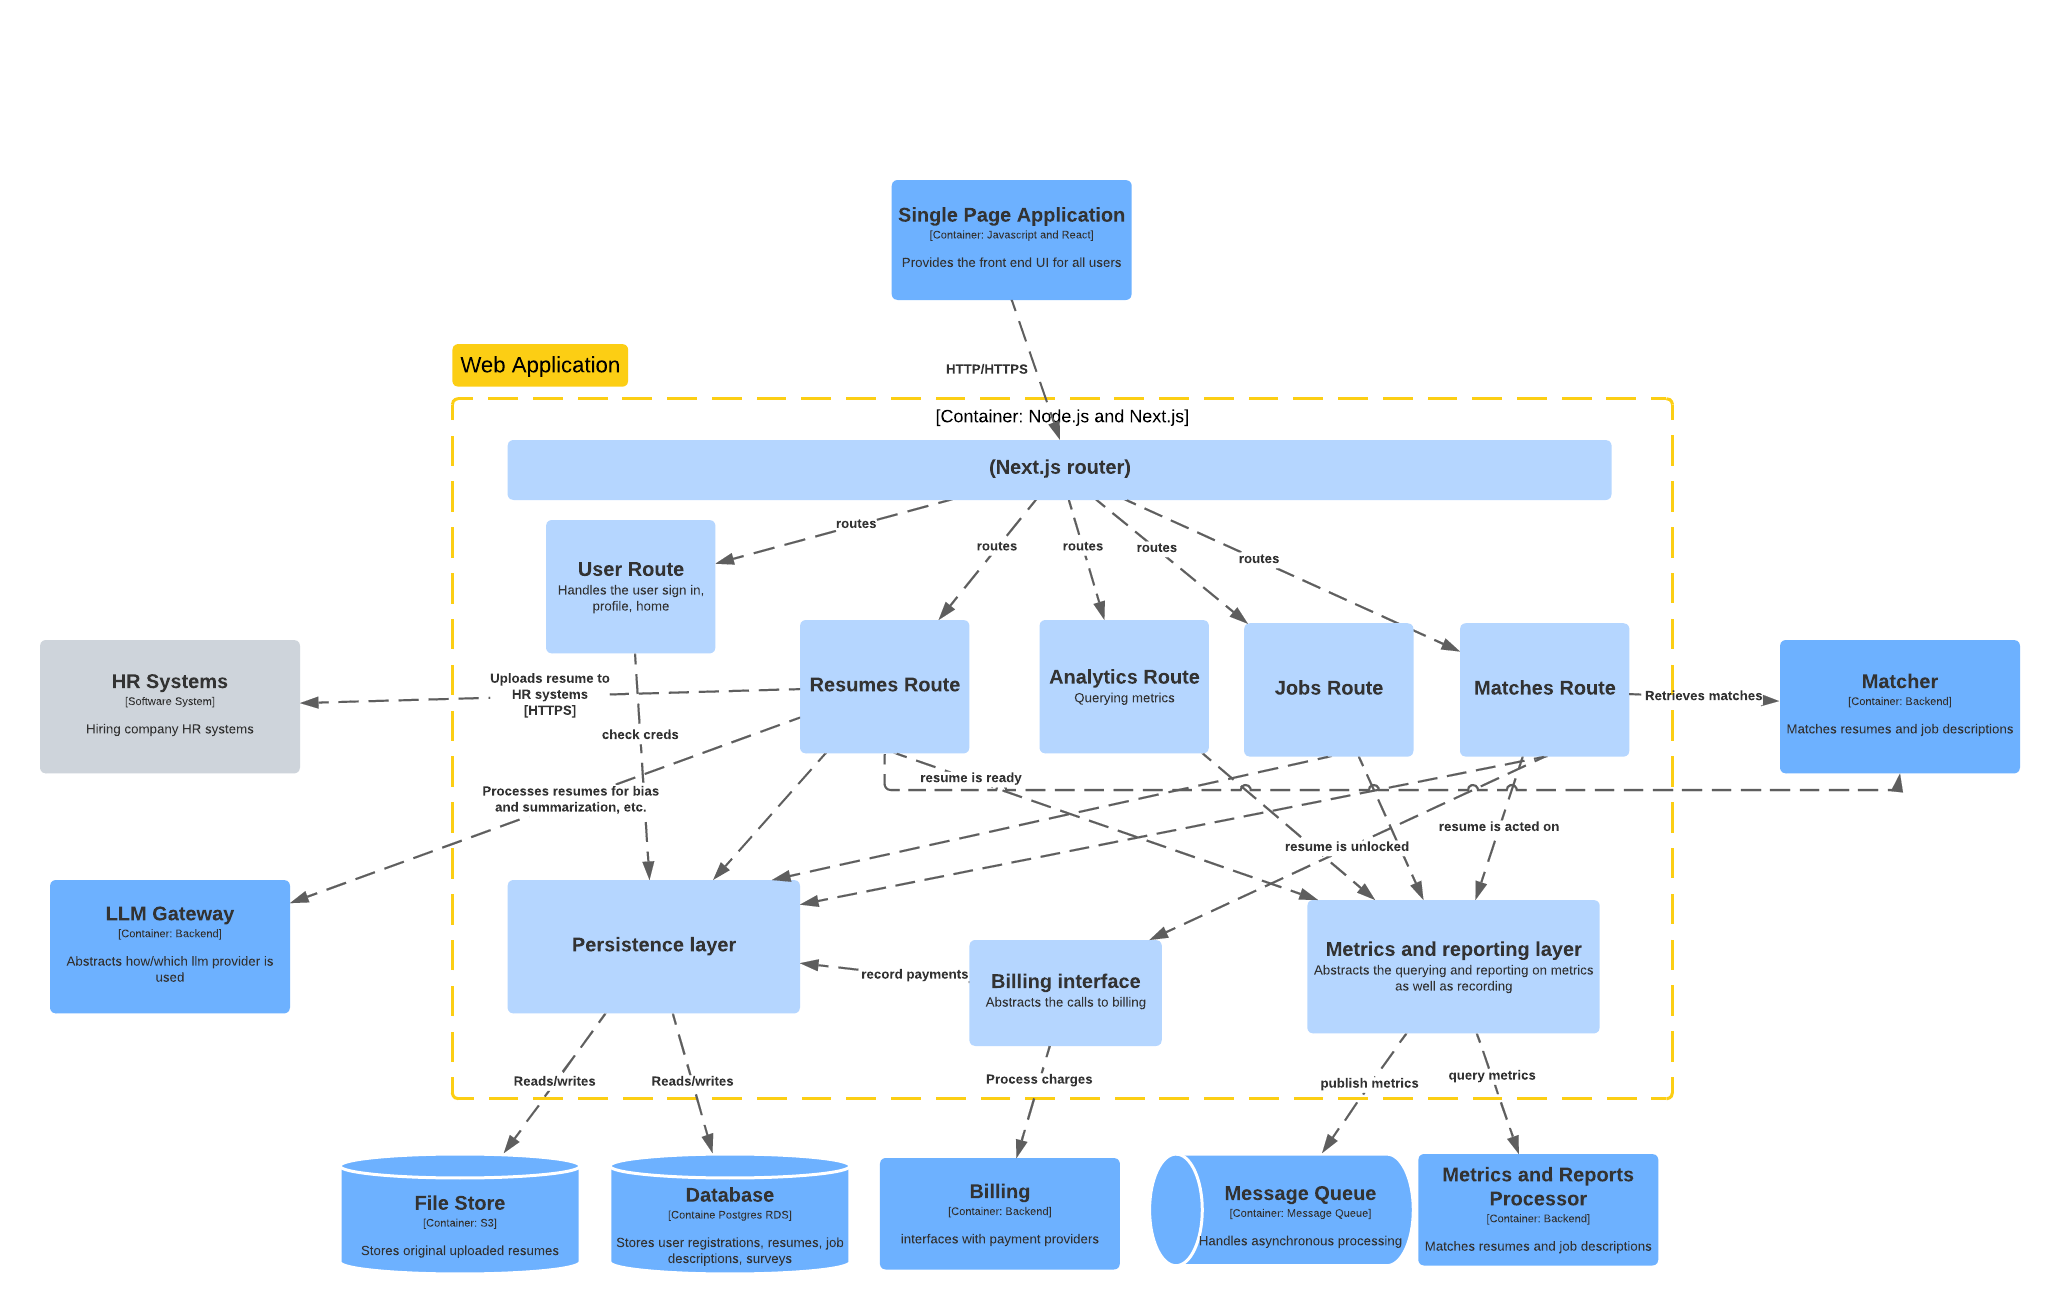 Single Page Application
[Container: Javascript and React]
Provides the front end UI for all users
HTTP/HTTPS
Web Application
[Container: Node.js and Next.js]
(Next.js router)
routes
routes
routes
routes
routes
User Route
Handles the user sign in,
profile, home
Resumes Route
Analytics Route
Querying metrics
Jobs Route
Matches Route
Retrieves matches
Matcher
[Container: Backend]
Matches resumes and job descriptions
HR Systems
[Software System]
Hiring company HR systems
Uploads resume to
HR systems
[HTTPS]
check creds
resume is ready
Processes resumes for bias
and summarization, etc.
resume is acted on
resume is unlocked
LLM Gateway
[Container: Backend]
Abstracts how/which llm provider is
used
Persistence layer
record payments
Billing interface
Abstracts the calls to billing
Metrics and reporting layer
Abstracts the querying and reporting on metrics
as well as recording
Reads/writes
Reads/writes
Process charges
publish metrics
query metrics
File Store
[Container: S3]
Stores original uploaded resumes
Database
[Containe Postgres RDS]
Stores user registrations, resumes, job
descriptions, surveys
Billing
[Container: Backend]
interfaces with payment providers
Message Queue
[Container: Message Queue]
Handles asynchronous processing
Metrics and Reports
Processor
[Container: Backend]
Matches resumes and job descriptions